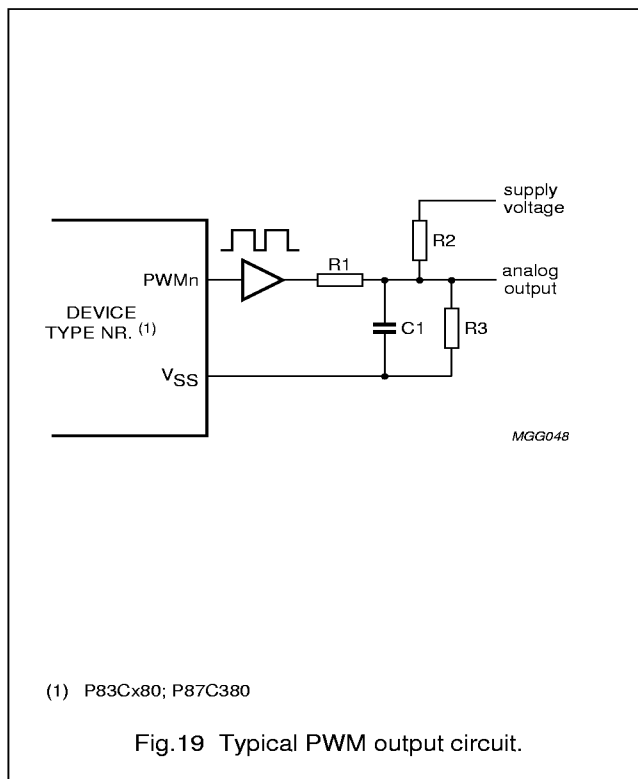 supply
voltage
R2
R1
PWMn
analog
output
DEVICE
TYPE NR. (1)
C1
R3
VSS
MGG048
(1) P83Cx80; P87C380
Fig.19 Typical PWM output circuit.